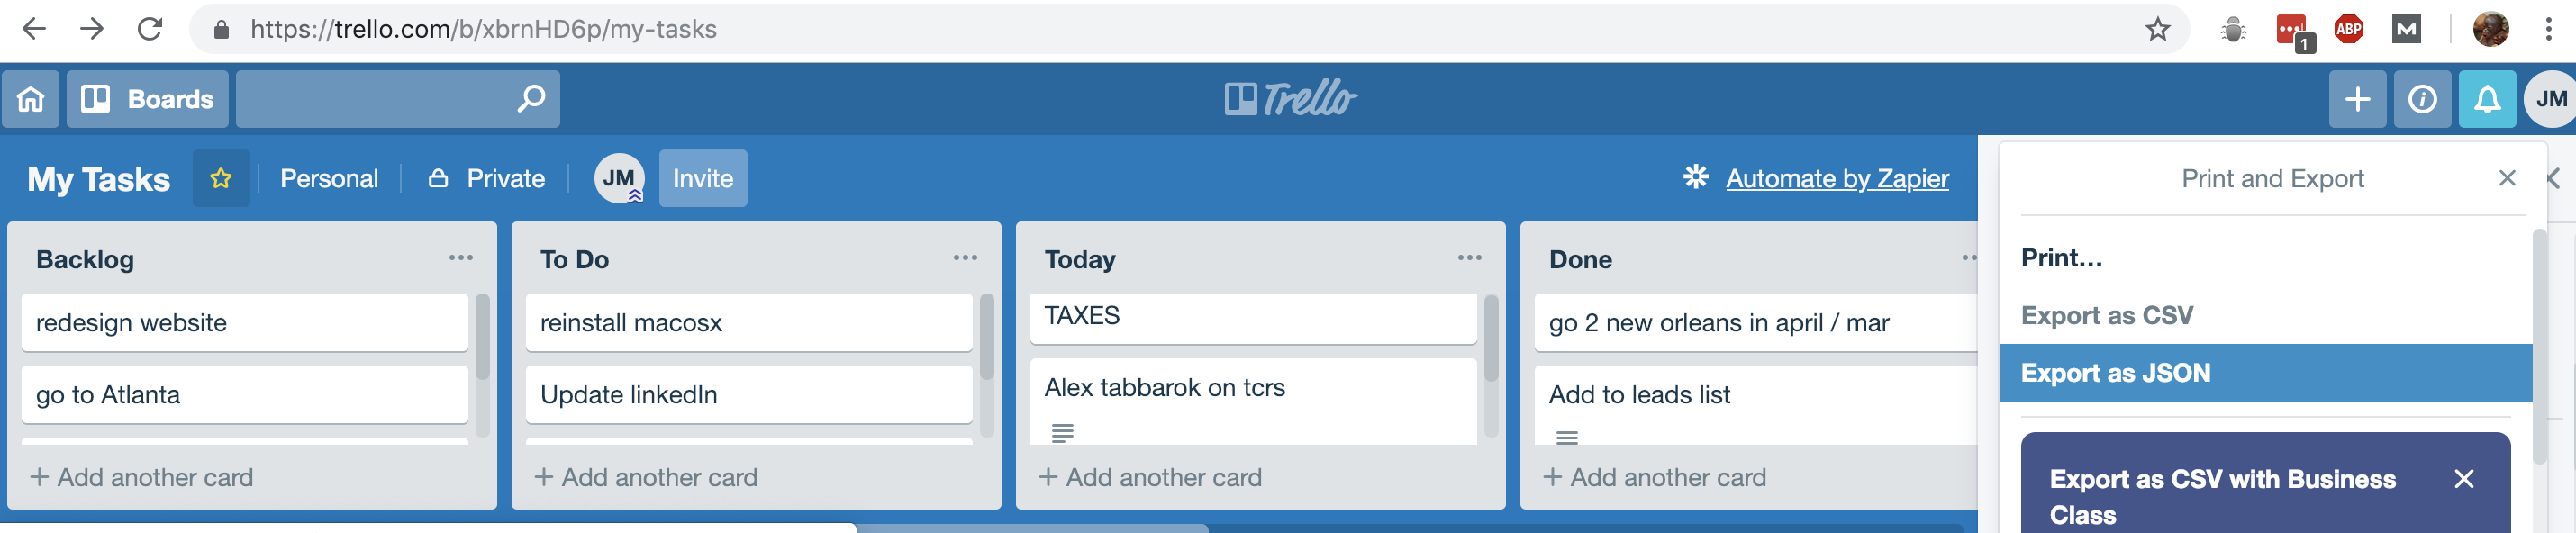 https://trello.com/b/xbrnHD6p/my-tasks
1
ABP
M
Boards
Trello
JM
My Tasks
Personal
Private
JM
Invite
Automate by Zapier
Backlog
redesign website
go to Atlanta
+ Add another card
To Do
reinstall macosx
Update linkedIn
+ Add another card
Today
TAXES
Alex tabbarok on tcrs
+ Add another card
Done
go 2 new orleans in april / mar
Add to leads list
+ Add another card
Print and Export
Print...
Export as CSV
Export as JSON
Export as CSV with Business
Class